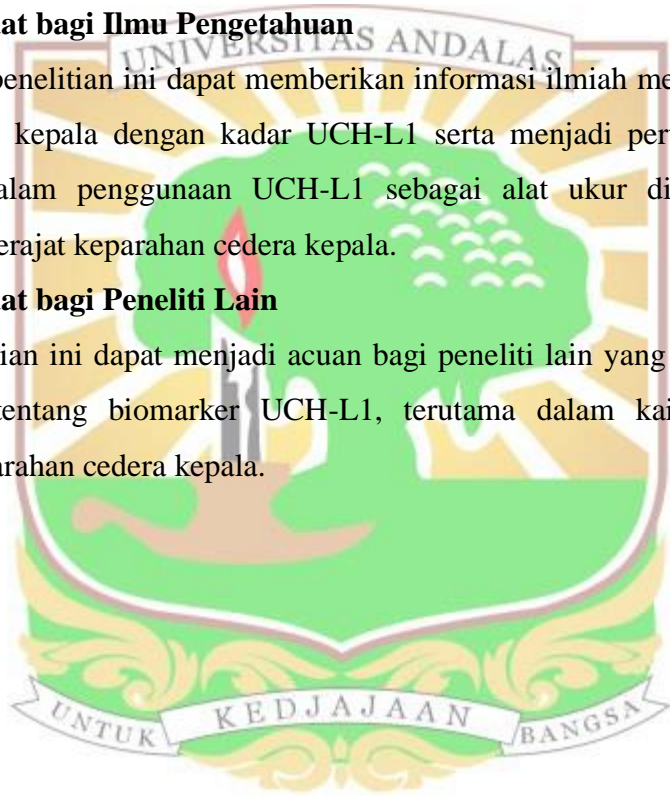 at bagi Ilmu Pengetahuan
UNIVERSITAS ANDALAS
penelitian ini dapat memberikan informasi ilmiah me
kepala dengan kadar UCH-L1 serta menjadi per
alam penggunaan UCH-L1 sebagai alat ukur di
erajat keparahan cedera kepala.
at bagi Peneliti Lain
ian ini dapat menjadi acuan bagi peneliti lain yang
tentang biomarker UCH-L1, terutama dalam kai
arahan cedera kepala.
UNTUK KEDJAJAAN BANGSA